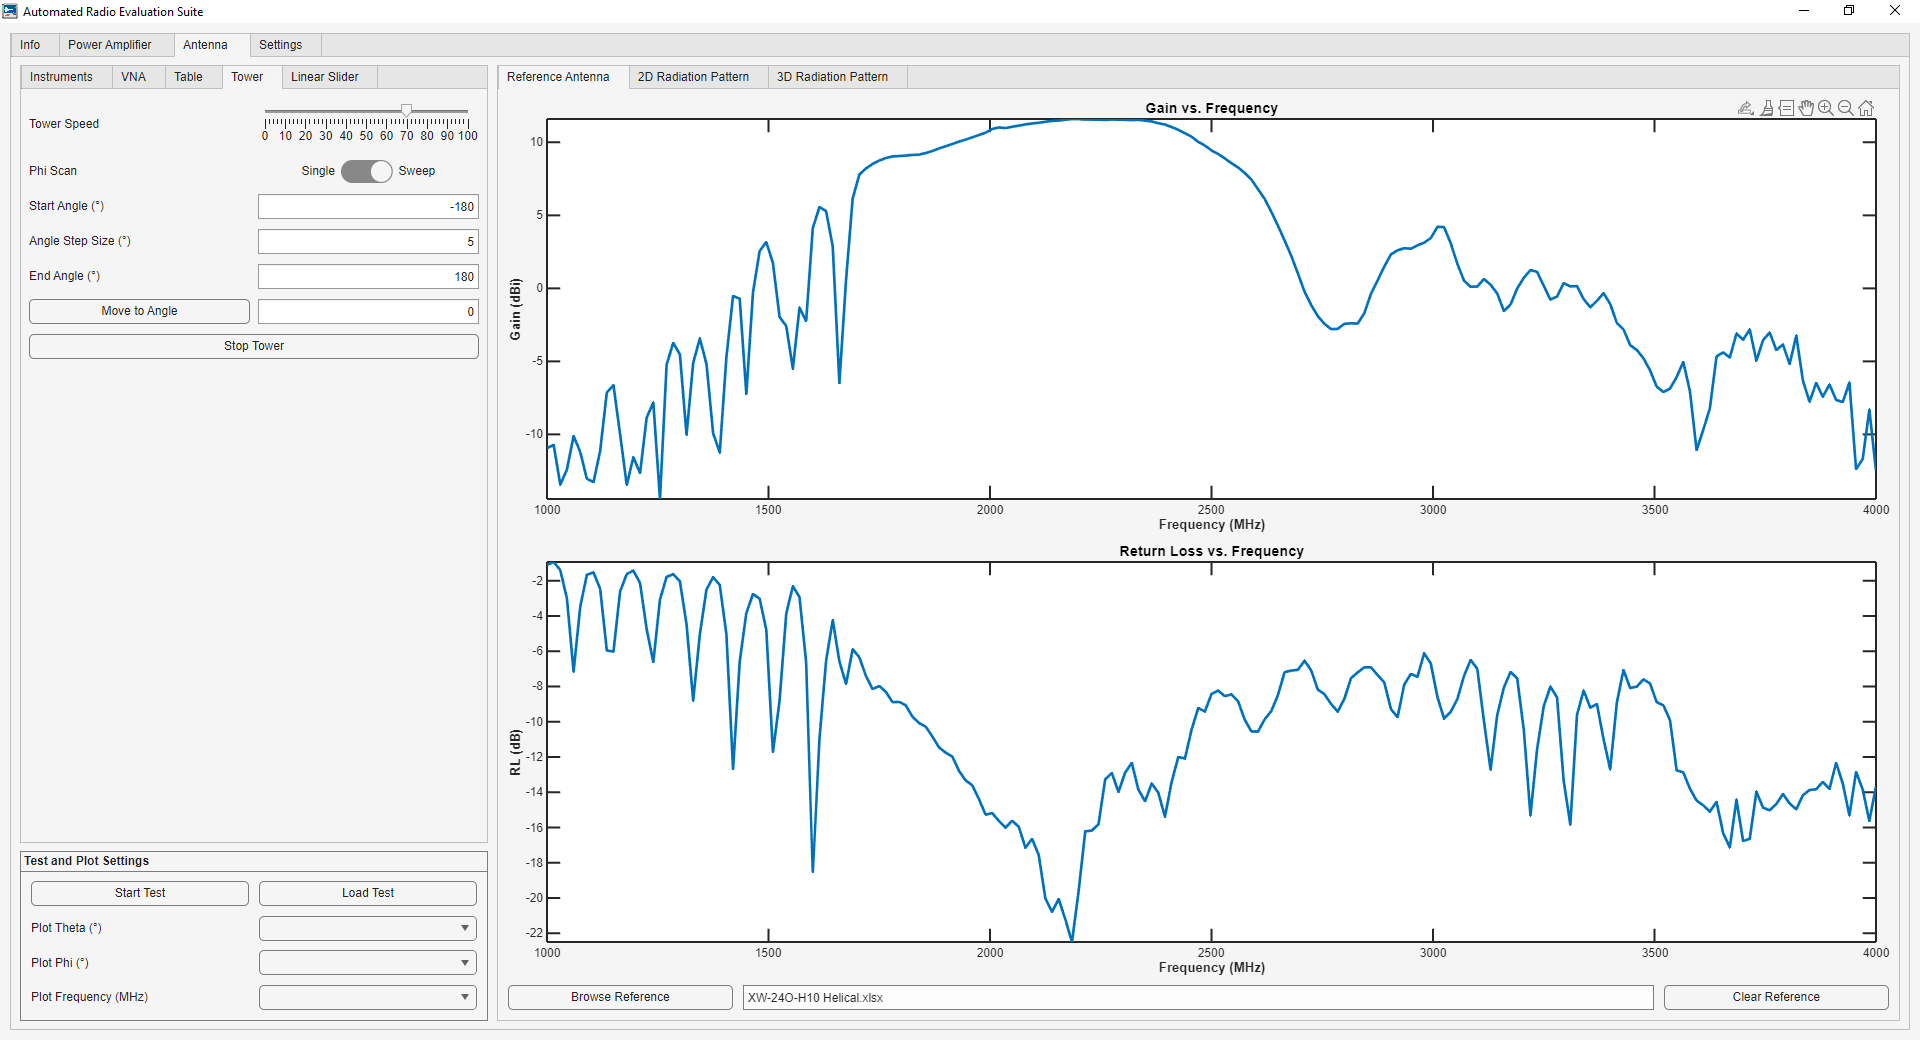 Automated Radio Evaluation Suite
Info Power Amplifier Antenna Settings
Instruments VNA Table Tower Linear Slider
Tower Speed
0 10 20 30 40 50 60 70 80 90 100
Phi Scan Single Sweep
Start Angle (°) -180
Angle Step Size (°) 5
End Angle (°) 180
Move to Angle 0
Stop Tower
Test and Plot Settings
Start Test Load Test
Plot Theta (°)
Plot Phi (°)
Plot Frequency (MHz)
Reference Antenna 2D Radiation Pattern 3D Radiation Pattern
Gain vs. Frequency
Gain (dBi)
10
5
0
-5
-10
1000 1500 2000 2500 3000 3500 4000
Frequency (MHz)
Return Loss vs. Frequency
RL (dB)
-2
-4
-6
-8
-10
-12
-14
-16
-18
-20
-22
1000 1500 2000 2500 3000 3500 4000
Frequency (MHz)
Browse Reference XW-24O-H10 Helical.xlsx Clear Reference